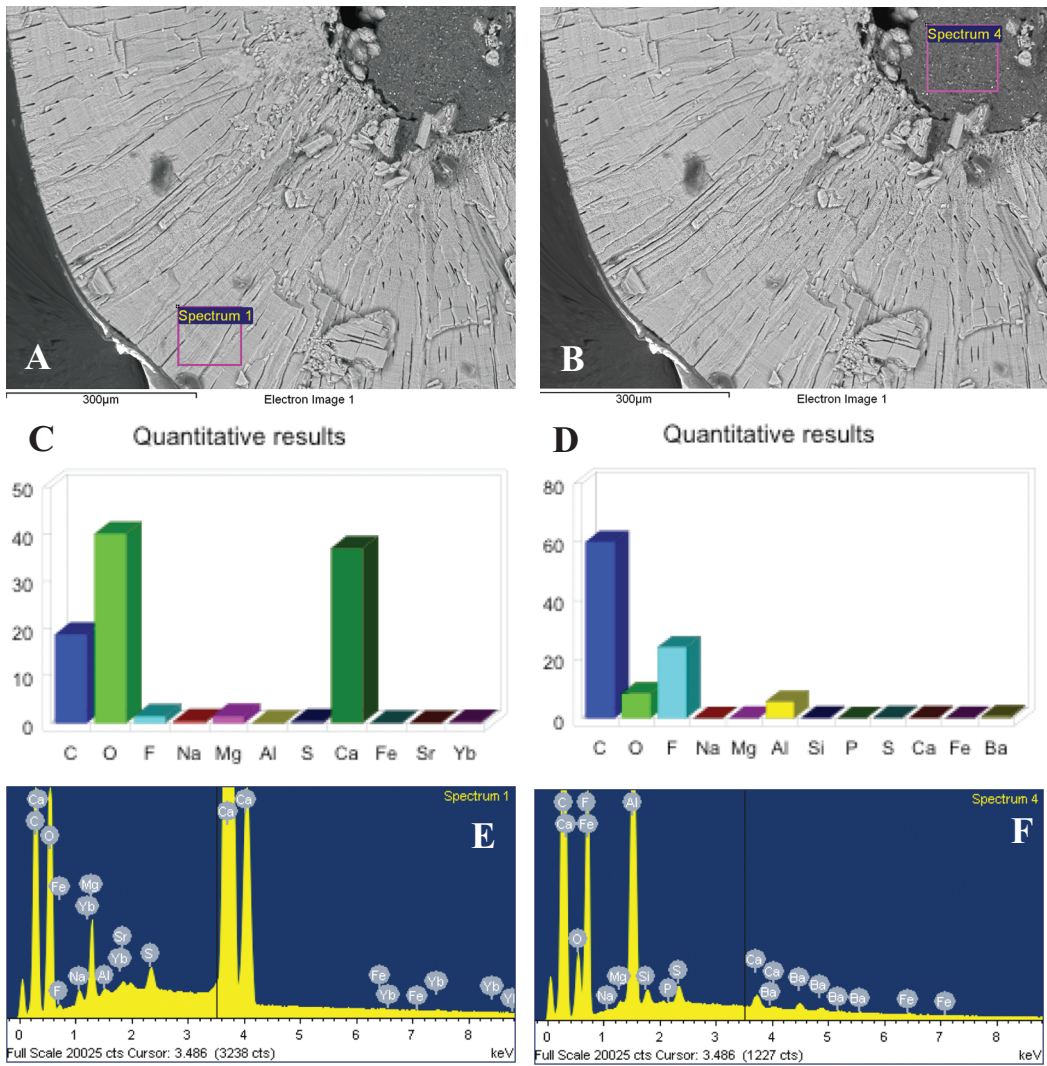 Spectrum 4
Spectrum 1
A
B
300µm Electron Image 1
300µm Electron Image 1
C
Quantitative results
D
Quantitative results
50
40
30
20
10
0
C O F Na Mg Al S Ca Fe Sr Yb
80
60
40
20
0
C O F Na Mg Al Si P S Ca Fe Ba
Spectrum 1
E
Ca Ca
C Ca
O
Fe Mg
Yb
Sr
Na Al Yb S
F
Fe Yb Yb
Yb Fe
0 1 2 3 4 5 6 7 8
Full Scale 20025 cts Cursor: 3.486 (3238 cts) keV
Spectrum 4
F
C F Al
Ca Fe
O
Ca
Mg Si S Ca Ba
Na P Ba Ba Ba Ba Fe Fe
0 1 2 3 4 5 6 7 8
Full Scale 20025 cts Cursor: 3.486 (1227 cts) keV